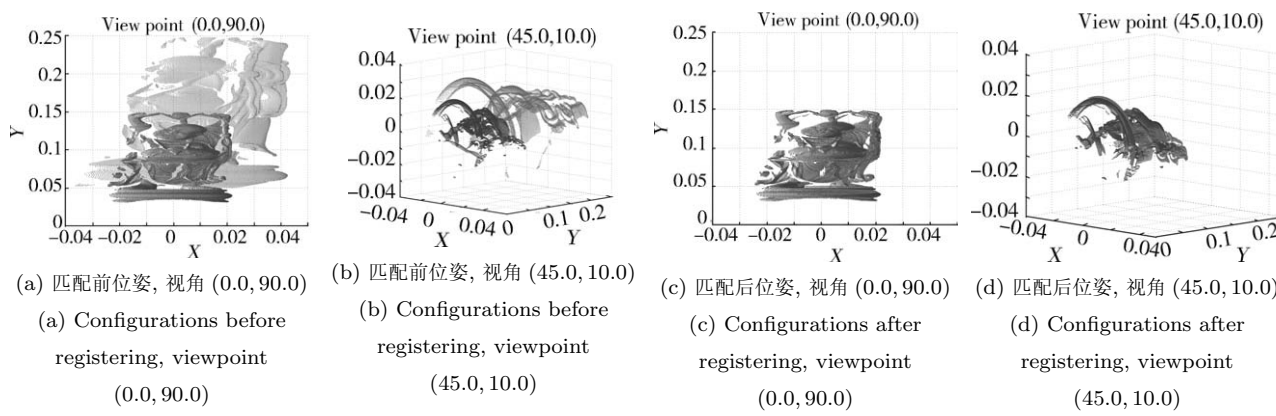 View point (0.0,90.0)
0.25
0.2
0.15
0.1
0.05
0
Y
−0.04 −0.02 0 0.02 0.04
X
(a) 匹配前位姿, 视角 (0.0, 90.0)
(a) Configurations before
registering, viewpoint
(0.0, 90.0)
View point (45.0,10.0)
0.04
0.02
0
−0.02
−0.04
−0.04 0 0.04 0 0.1 0.2
X Y
(b) 匹配前位姿, 视角 (45.0, 10.0)
(b) Configurations before
registering, viewpoint
(45.0, 10.0)
View point (0.0,90.0)
0.25
0.2
0.15
0.1
0.05
0
Y
−0.04 −0.02 0 0.02 0.04
X
(c) 匹配后位姿, 视角 (0.0, 90.0)
(c) Configurations after
registering, viewpoint
(0.0, 90.0)
View point (45.0,10.0)
0.04
0.02
0
−0.02
−0.04
−0.04 0 0.04 0 0.1 0.2
X Y
(d) 匹配后位姿, 视角 (45.0, 10.0)
(d) Configurations after
registering, viewpoint
(45.0, 10.0)